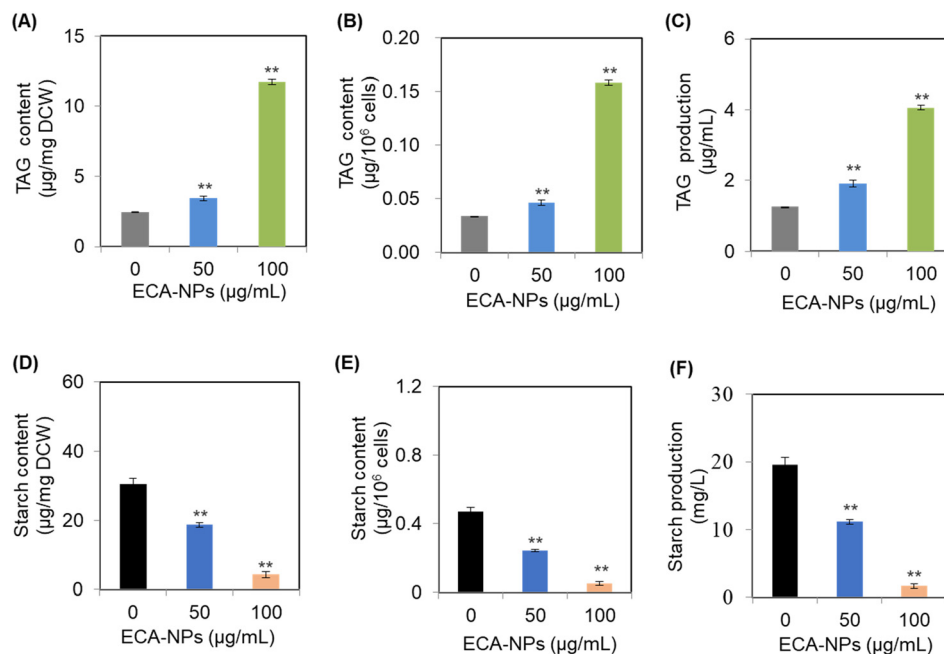 (A)
TAG content
(µg/mg DCW)
15
10
5
0
**
**
0 50 100
ECA-NPs (µg/mL)
(B)
TAG content
(µg/10⁶ cells)
0.20
0.15
0.10
0.05
0.00
**
**
0 50 100
ECA-NPs (µg/mL)
(C)
TAG production
(µg/mL)
6
4
2
0
**
**
0 50 100
ECA-NPs (µg/mL)
(D)
Starch content
(µg/mg DCW)
60
40
20
0
**
**
0 50 100
ECA-NPs (µg/mL)
(E)
Starch content
(µg/10⁶ cells)
1.2
0.8
0.4
0
**
**
0 50 100
ECA-NPs (µg/mL)
(F)
Starch production
(mg/L)
30
20
10
0
**
**
0 50 100
ECA-NPs (µg/mL)